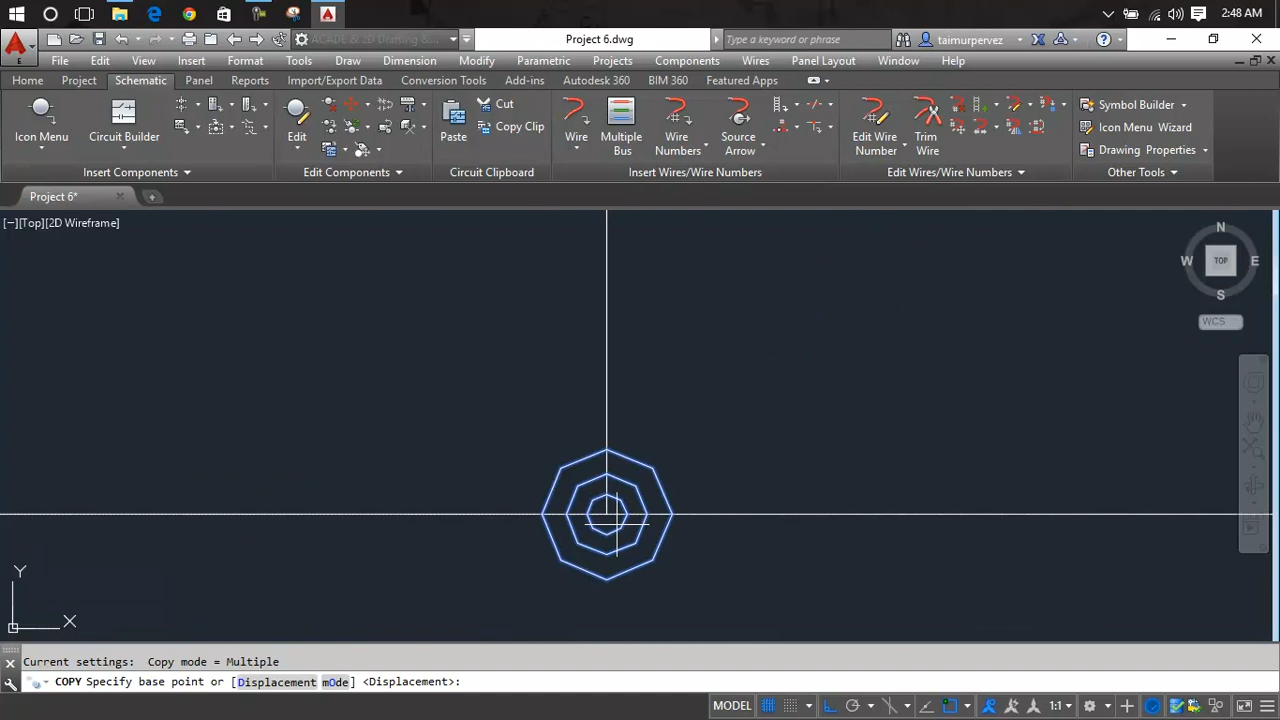 2:48 AM
ACADE & 2D Drafting &...
Project 6.dwg
Type a keyword or phrase
taimurpervez
E
File Edit View Insert Format Tools Draw Dimension Modify Parametric Projects Components Wires Panel Layout Window Help
Home Project Schematic Panel Reports Import/Export Data Conversion Tools Add-ins Autodesk 360 BIM 360 Featured Apps
Icon Menu
Circuit Builder
Edit
Paste
Cut
Copy Clip
Wire
Multiple
Bus
Wire
Numbers
Source
Arrow
Edit Wire
Number
Trim
Wire
Symbol Builder
Icon Menu Wizard
Drawing Properties
Insert Components
Edit Components
Circuit Clipboard
Insert Wires/Wire Numbers
Edit Wires/Wire Numbers
Other Tools
Project 6*
[−][Top][2D Wireframe]
N
W
TOP
E
S
WCS
Y
X
Current settings: Copy mode = Multiple
COPY Specify base point or [Displacement mOde] <Displacement>:
MODEL
1:1